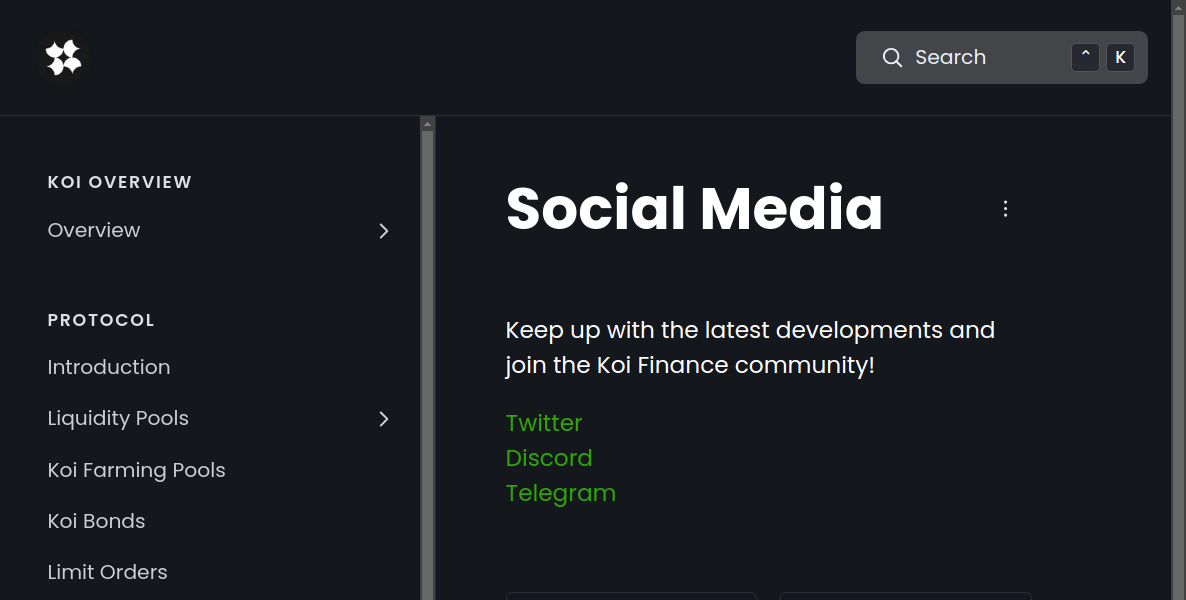 Search ^ K
KOI OVERVIEW
Overview
PROTOCOL
Introduction
Liquidity Pools
Koi Farming Pools
Koi Bonds
Limit Orders
Social Media
Keep up with the latest developments and
join the Koi Finance community!
Twitter
Discord
Telegram